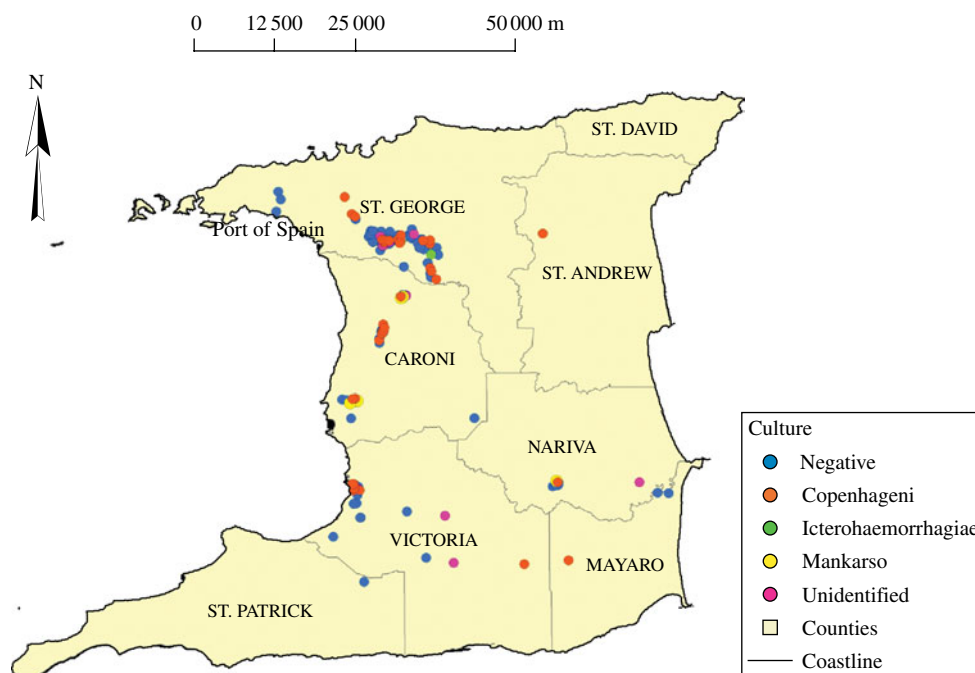 0 12 500 25 000 50 000 m
N
ST. DAVID
ST. GEORGE
Port of Spain
ST. ANDREW
CARONI
NARIVA
VICTORIA
MAYARO
ST. PATRICK
Culture
Negative
Copenhageni
Icterohaemorrhagiae
Mankarso
Unidentified
Counties
Coastline